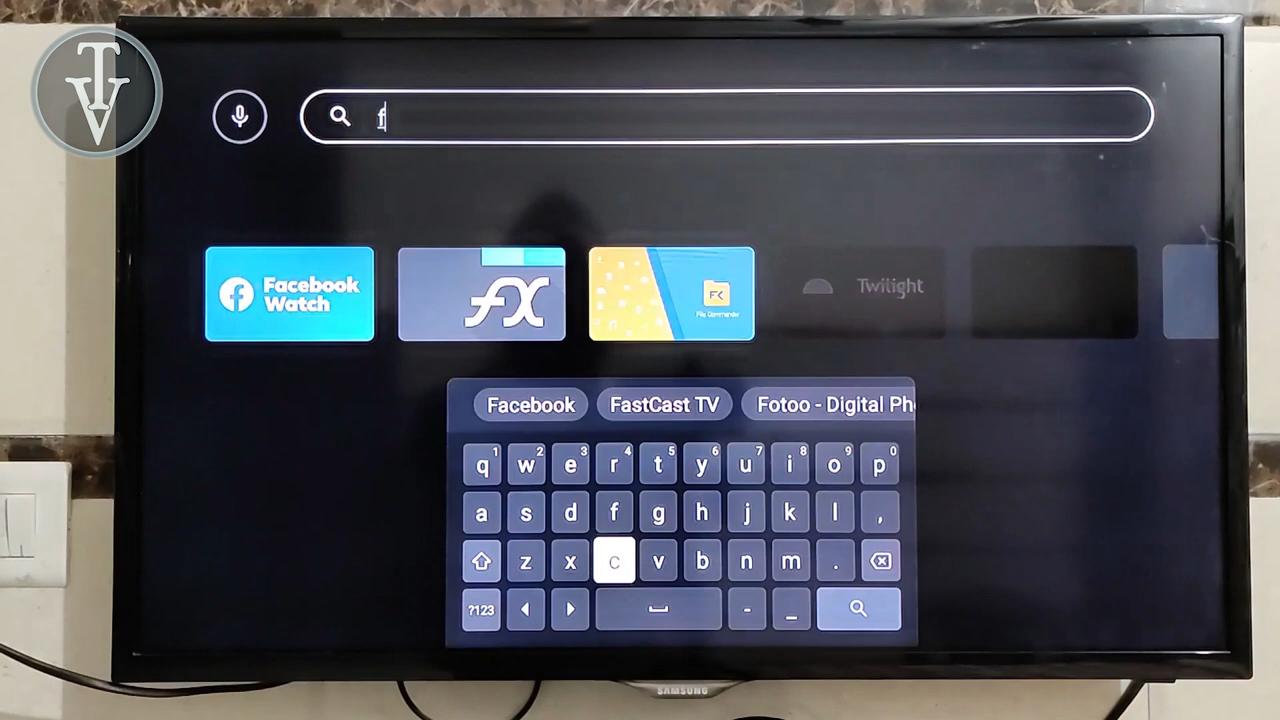 TV
f
Facebook
Watch
FX
File Commander
Twilight
Facebook FastCast TV Fotoo - Digital Ph
q1 w2 e3 r4 t5 y6 u7 i8 o9 p0
a s d f g h j k l ,
z x c v b n m .
?123 - _
SAMSUNG